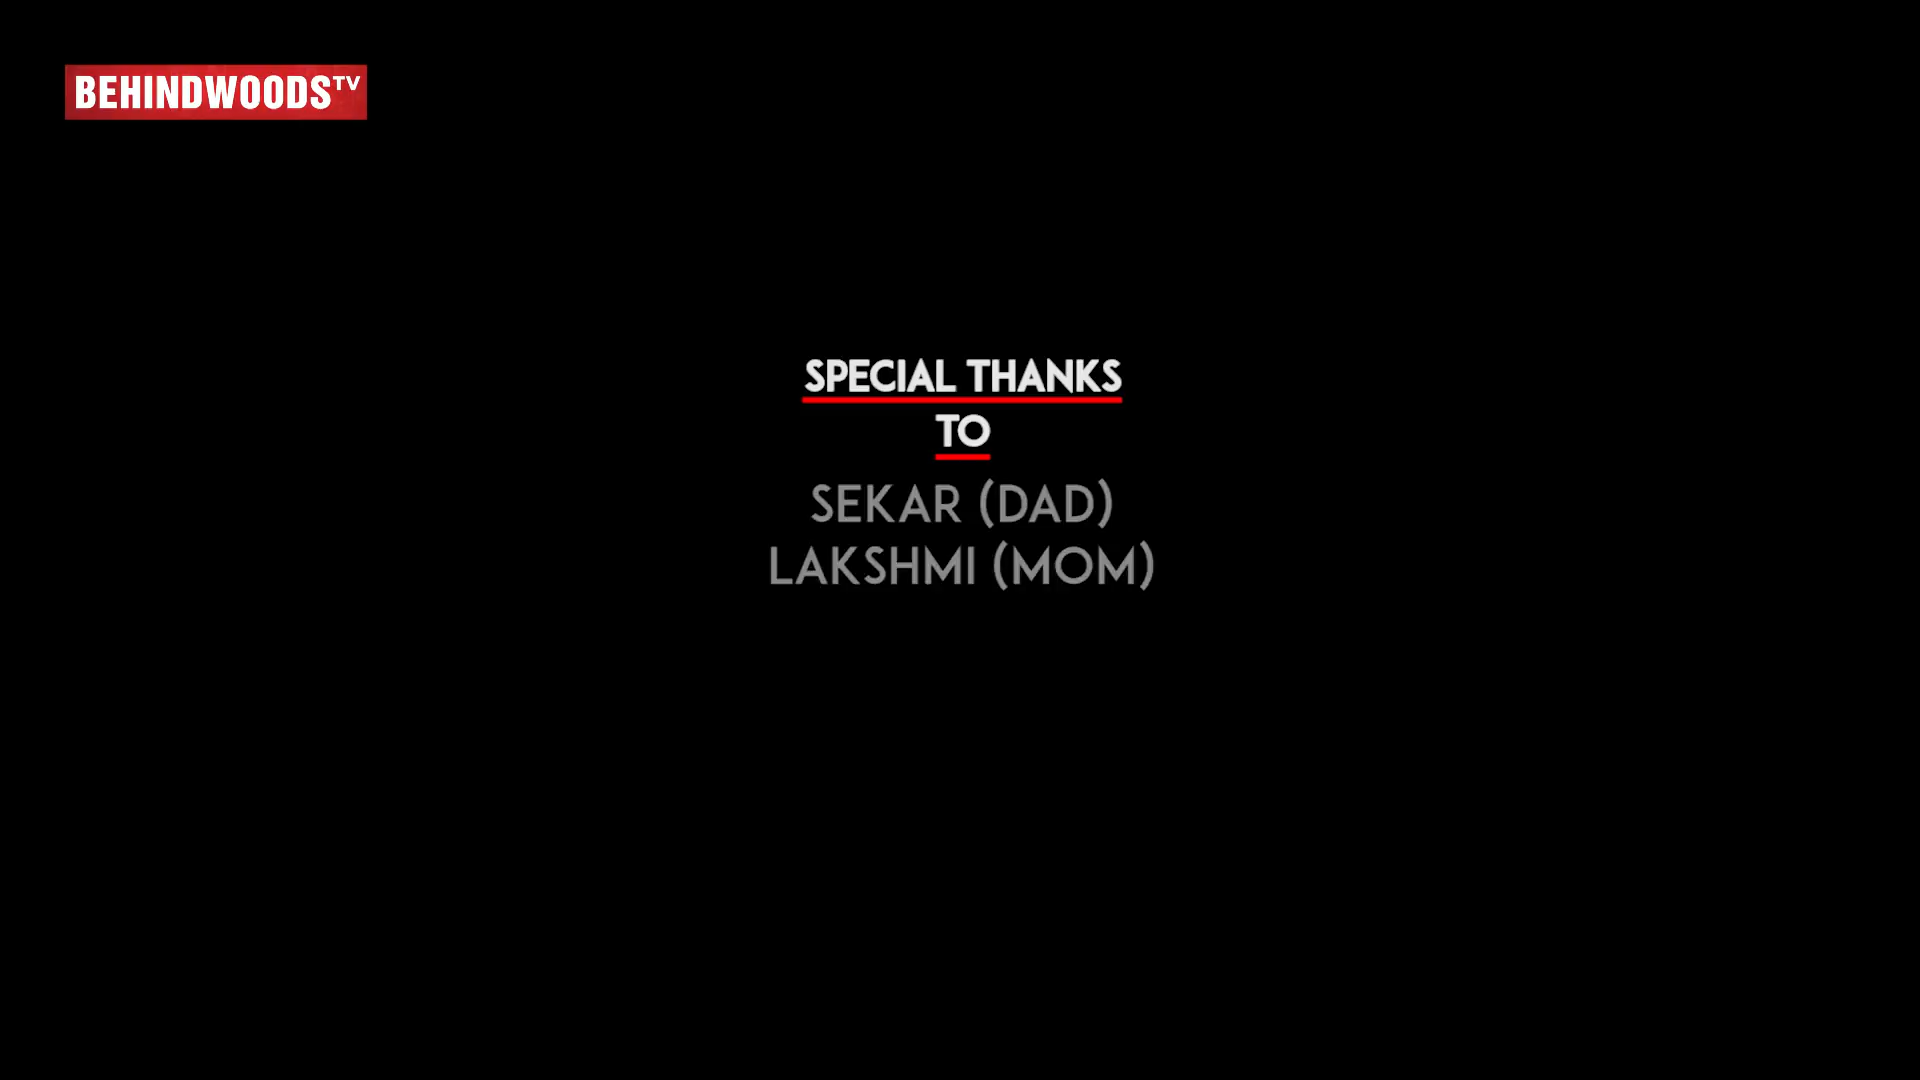 BEHINDWOODS TV
SPECIAL THANKS
TO
SEKAR (DAD)
LAKSHMI (MOM)